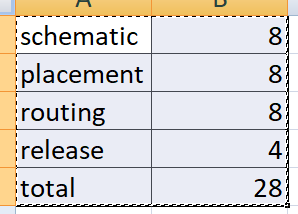 A B
schematic 8
placement 8
routing 8
release 4
total 28